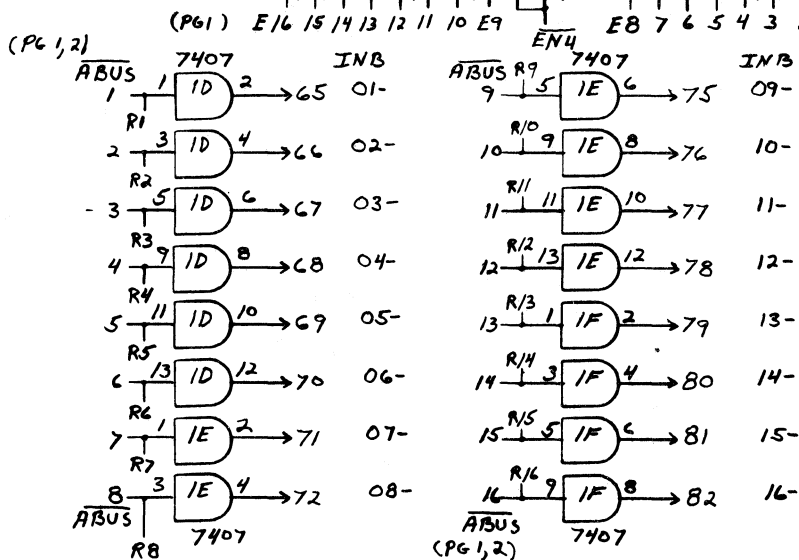 (PG1) E16 15 14 13 12 11 10 E9 EN4 E8 7 6 5 4 3
(PG 1,2)
ABUS 7407 INB ABUS R9 7407 INB
1 1 1D 2 65 01- 9 5 1E 6 75 09-
R1 R10
2 3 1D 4 66 02- 10 9 1E 8 76 10-
R2 R11
3 5 1D 6 67 03- 11 11 1E 10 77 11-
R3 R12
4 9 1D 8 68 04- 12 13 1E 12 78 12-
R4 R13
5 11 1D 10 69 05- 13 1 1F 2 79 13-
R5 R14
6 13 1D 12 70 06- 14 3 1F 4 80 14-
R6 R15
7 1 1E 2 71 07- 15 5 1F 6 81 15-
R7 R16
8 3 1E 4 72 08- 16 9 1F 8 82 16-
ABUS 7407 ABUS 7407
R8 (PG 1,2)